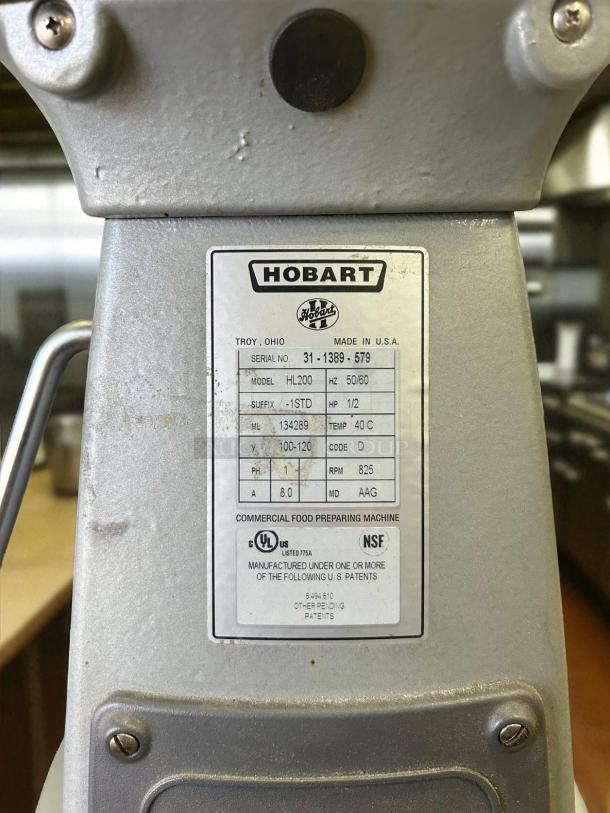 HOBART
Hobart
TROY, OHIO MADE IN U.S.A.
SERIAL NO. 31-1389-579
MODEL HL200 HZ 50/60
SUFFIX -1STD HP 1/2
ML 134289 TEMP 40 C
V 100-120 CODE D
PH 1 RPM 825
A 8.0 MD AAG
COMMERCIAL FOOD PREPARING MACHINE
C UL US LISTED 775A NSF
MANUFACTURED UNDER ONE OR MORE
OF THE FOLLOWING U.S. PATENTS
6,494,610
OTHER PENDING
PATENTS